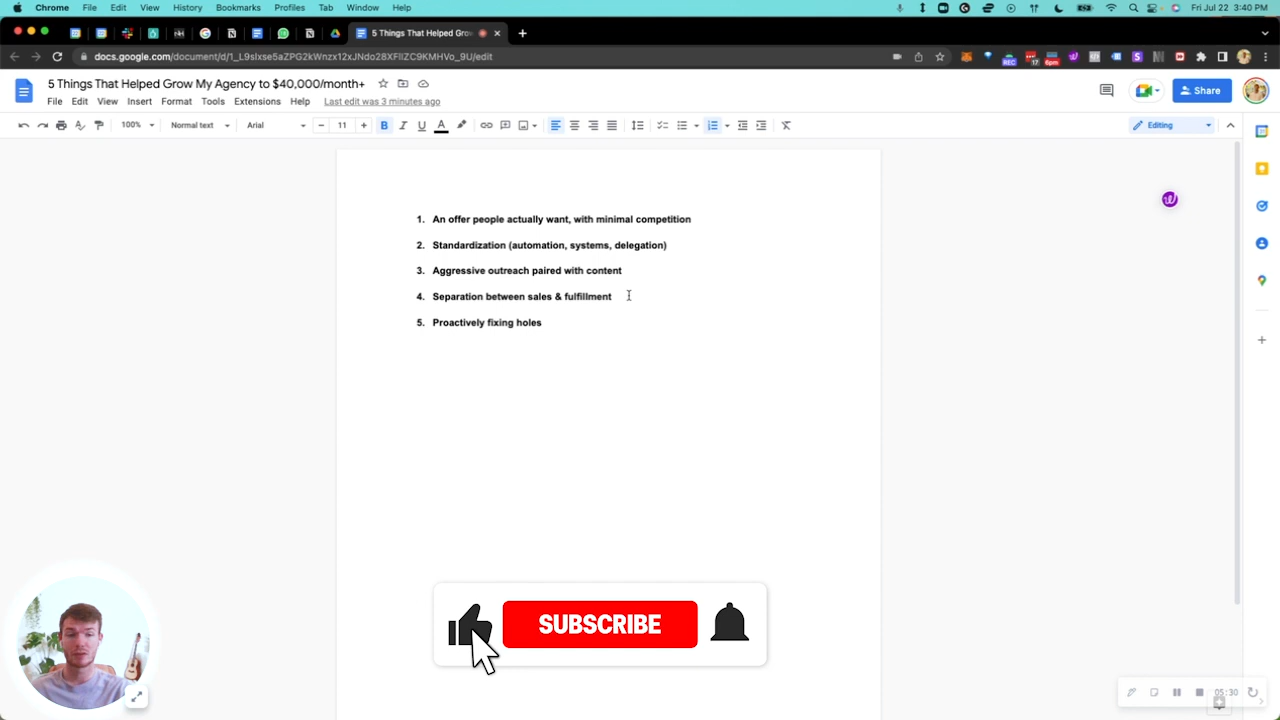 Chrome File Edit View History Bookmarks Profiles Tab Window Help Fri Jul 22 3:40 PM
5 Things That Helped Grow
docs.google.com/document/d/1_L9sIxse5aZPG2kWnzx12xJNdo28XFlIZC9KMHVo_9U/edit
5 Things That Helped Grow My Agency to $40,000/month+
File Edit View Insert Format Tools Extensions Help Last edit was 3 minutes ago
Share
100% Normal text Arial 11 Editing
1. An offer people actually want, with minimal competition
2. Standardization (automation, systems, delegation)
3. Aggressive outreach paired with content
4. Separation between sales & fulfillment
5. Proactively fixing holes
SUBSCRIBE
05:30